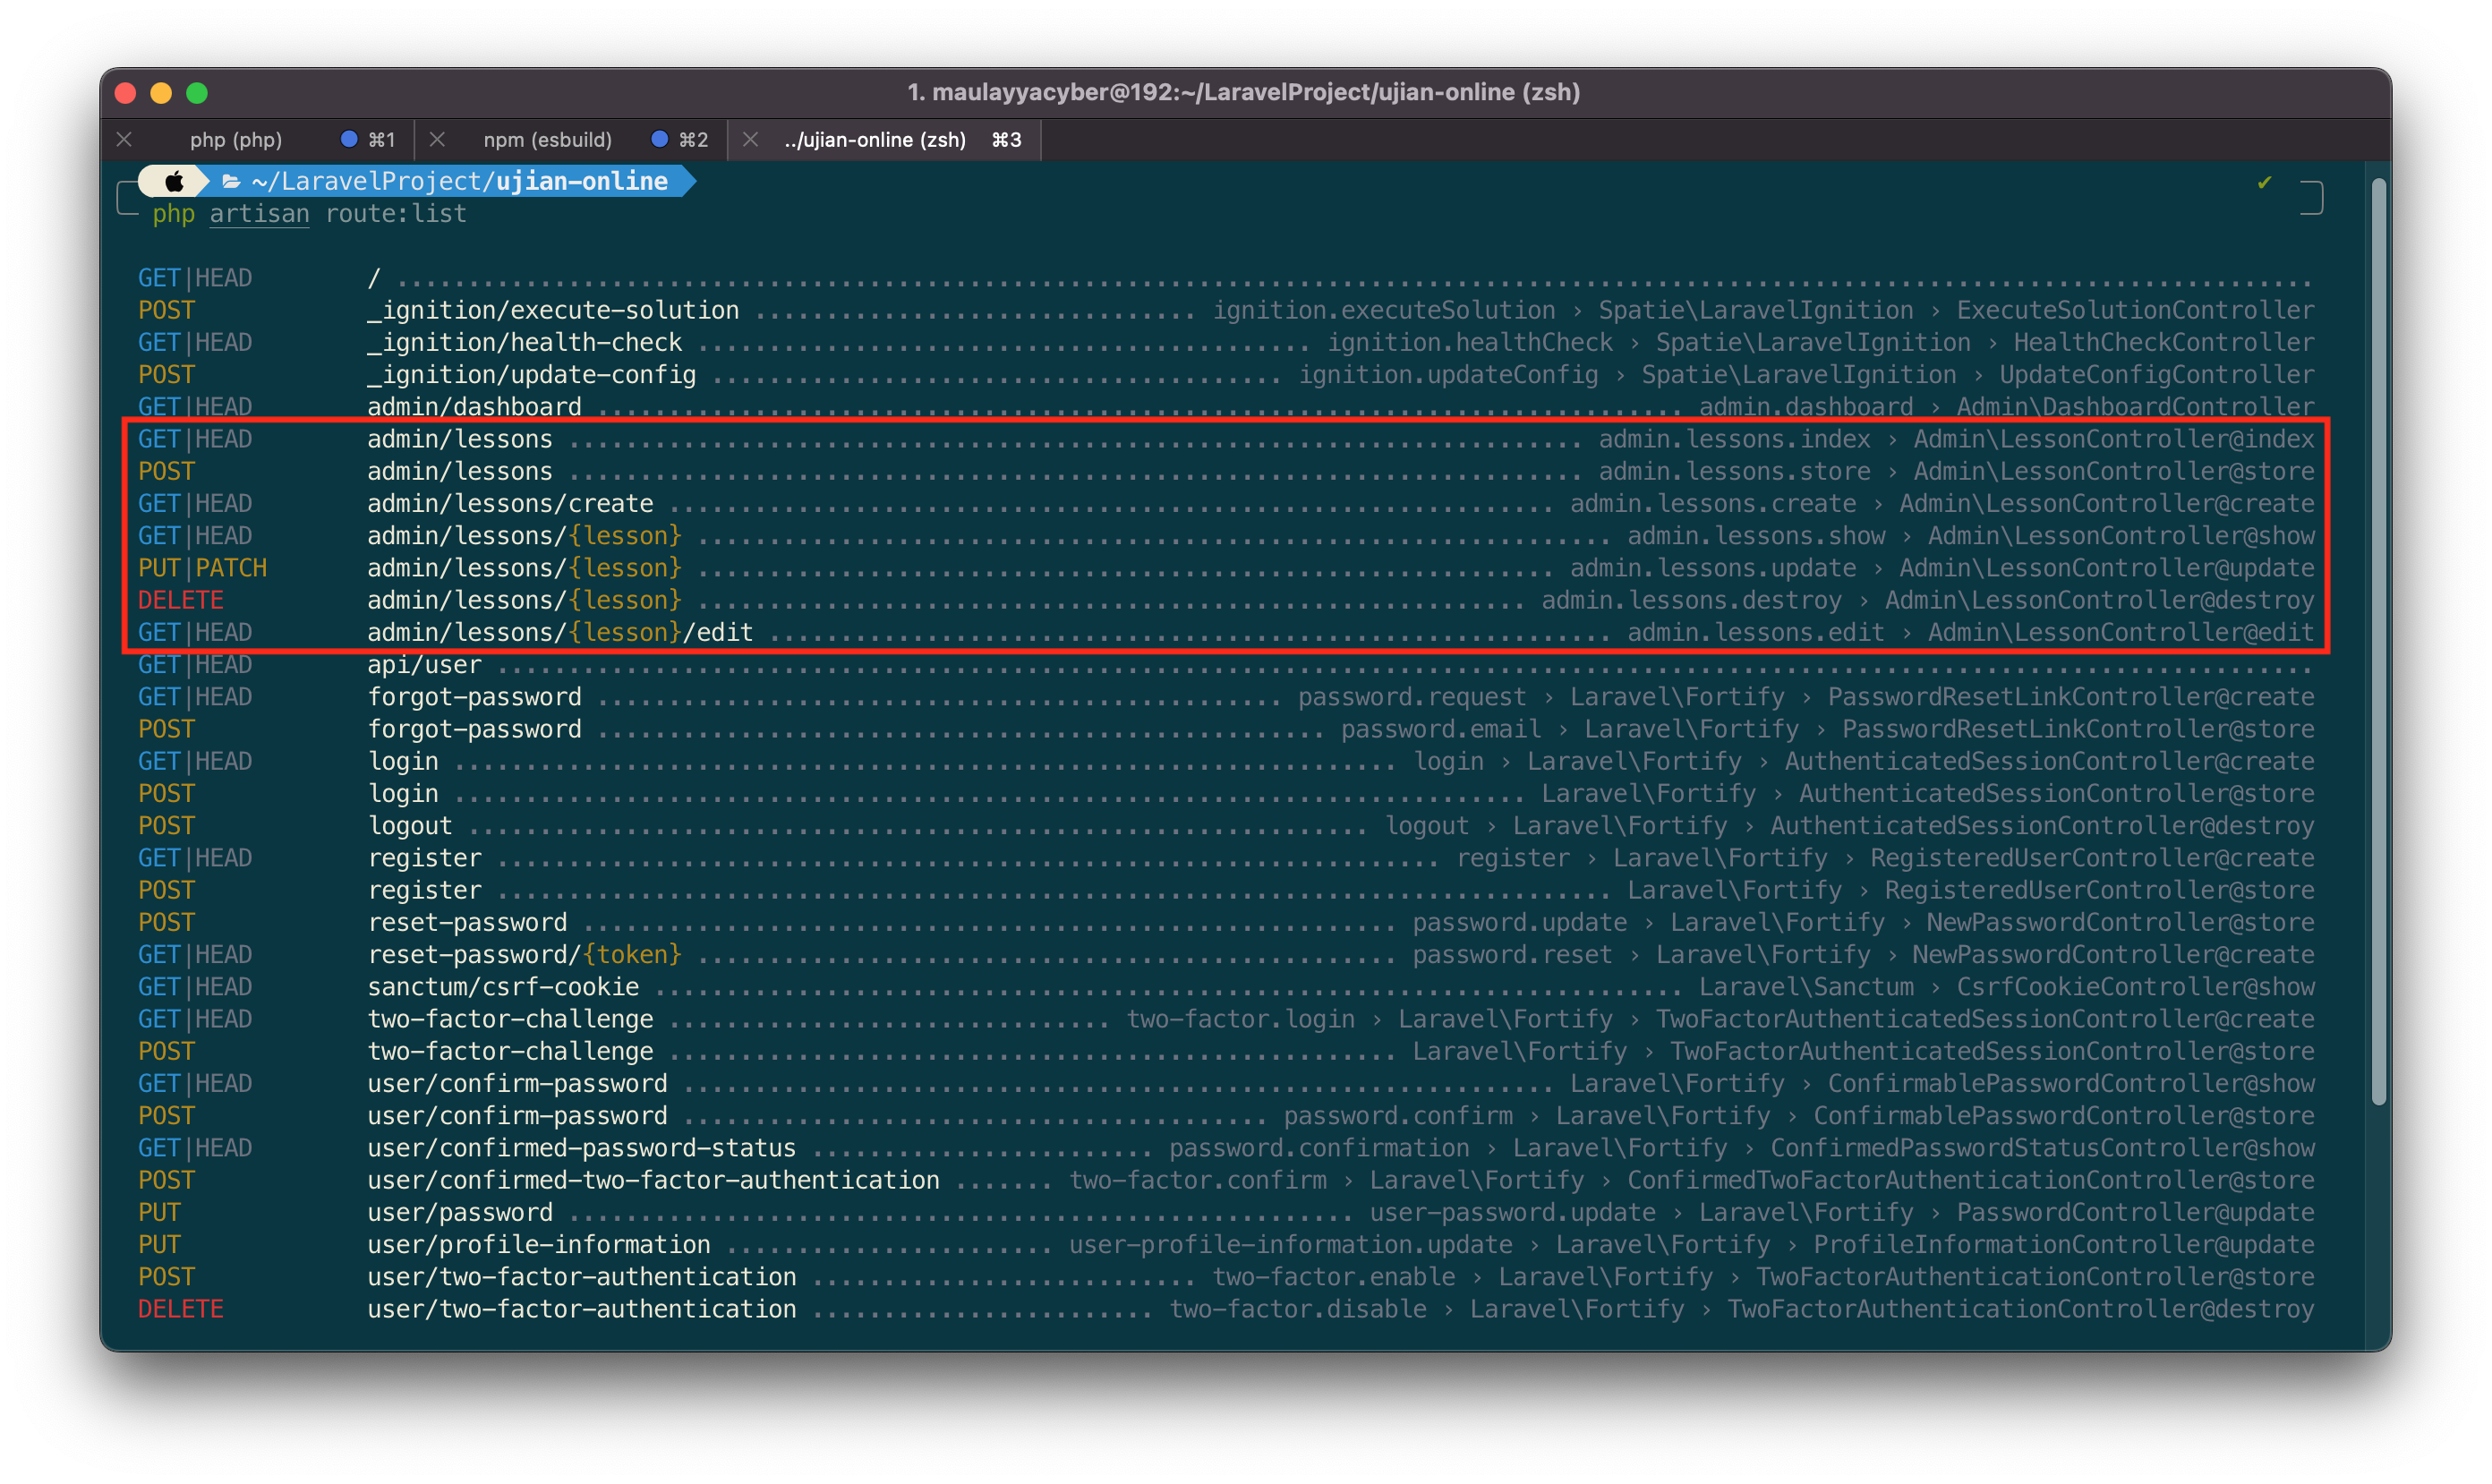 1. maulayyacyber@192:~/LaravelProject/ujian-online (zsh)
php (php) ⌘1 npm (esbuild) ⌘2 ../ujian-online (zsh) ⌘3
~/LaravelProject/ujian-online ✔
php artisan route:list
GET|HEAD / ......................................................................................................................................
POST _ignition/execute-solution ............................... ignition.executeSolution › Spatie\LaravelIgnition › ExecuteSolutionController
GET|HEAD _ignition/health-check ........................................... ignition.healthCheck › Spatie\LaravelIgnition › HealthCheckController
POST _ignition/update-config ........................................ ignition.updateConfig › Spatie\LaravelIgnition › UpdateConfigController
GET|HEAD admin/dashboard ............................................................................ admin.dashboard › Admin\DashboardController
GET|HEAD admin/lessons ....................................................................... admin.lessons.index › Admin\LessonController@index
POST admin/lessons ....................................................................... admin.lessons.store › Admin\LessonController@store
GET|HEAD admin/lessons/create .............................................................. admin.lessons.create › Admin\LessonController@create
GET|HEAD admin/lessons/{lesson} ................................................................ admin.lessons.show › Admin\LessonController@show
PUT|PATCH admin/lessons/{lesson} ............................................................ admin.lessons.update › Admin\LessonController@update
DELETE admin/lessons/{lesson} .......................................................... admin.lessons.destroy › Admin\LessonController@destroy
GET|HEAD admin/lessons/{lesson}/edit ........................................................... admin.lessons.edit › Admin\LessonController@edit
GET|HEAD api/user ...............................................................................................................................
GET|HEAD forgot-password ................................................ password.request › Laravel\Fortify › PasswordResetLinkController@create
POST forgot-password ................................................... password.email › Laravel\Fortify › PasswordResetLinkController@store
GET|HEAD login .................................................................. login › Laravel\Fortify › AuthenticatedSessionController@create
POST login ........................................................................... Laravel\Fortify › AuthenticatedSessionController@store
POST logout ............................................................... logout › Laravel\Fortify › AuthenticatedSessionController@destroy
GET|HEAD register .................................................................. register › Laravel\Fortify › RegisteredUserController@create
POST register .............................................................................. Laravel\Fortify › RegisteredUserController@store
POST reset-password ......................................................... password.update › Laravel\Fortify › NewPasswordController@store
GET|HEAD reset-password/{token} ................................................. password.reset › Laravel\Fortify › NewPasswordController@create
GET|HEAD sanctum/csrf-cookie ........................................................................ Laravel\Sanctum › CsrfCookieController@show
GET|HEAD two-factor-challenge ............................... two-factor.login › Laravel\Fortify › TwoFactorAuthenticatedSessionController@create
POST two-factor-challenge ................................................... Laravel\Fortify › TwoFactorAuthenticatedSessionController@store
GET|HEAD user/confirm-password ............................................................. Laravel\Fortify › ConfirmablePasswordController@show
POST user/confirm-password ......................................... password.confirm › Laravel\Fortify › ConfirmablePasswordController@store
GET|HEAD user/confirmed-password-status ........................ password.confirmation › Laravel\Fortify › ConfirmedPasswordStatusController@show
POST user/confirmed-two-factor-authentication ....... two-factor.confirm › Laravel\Fortify › ConfirmedTwoFactorAuthenticationController@store
PUT user/password ....................................................... user-password.update › Laravel\Fortify › PasswordController@update
PUT user/profile-information ....................... user-profile-information.update › Laravel\Fortify › ProfileInformationController@update
POST user/two-factor-authentication ........................... two-factor.enable › Laravel\Fortify › TwoFactorAuthenticationController@store
DELETE user/two-factor-authentication ........................ two-factor.disable › Laravel\Fortify › TwoFactorAuthenticationController@destroy